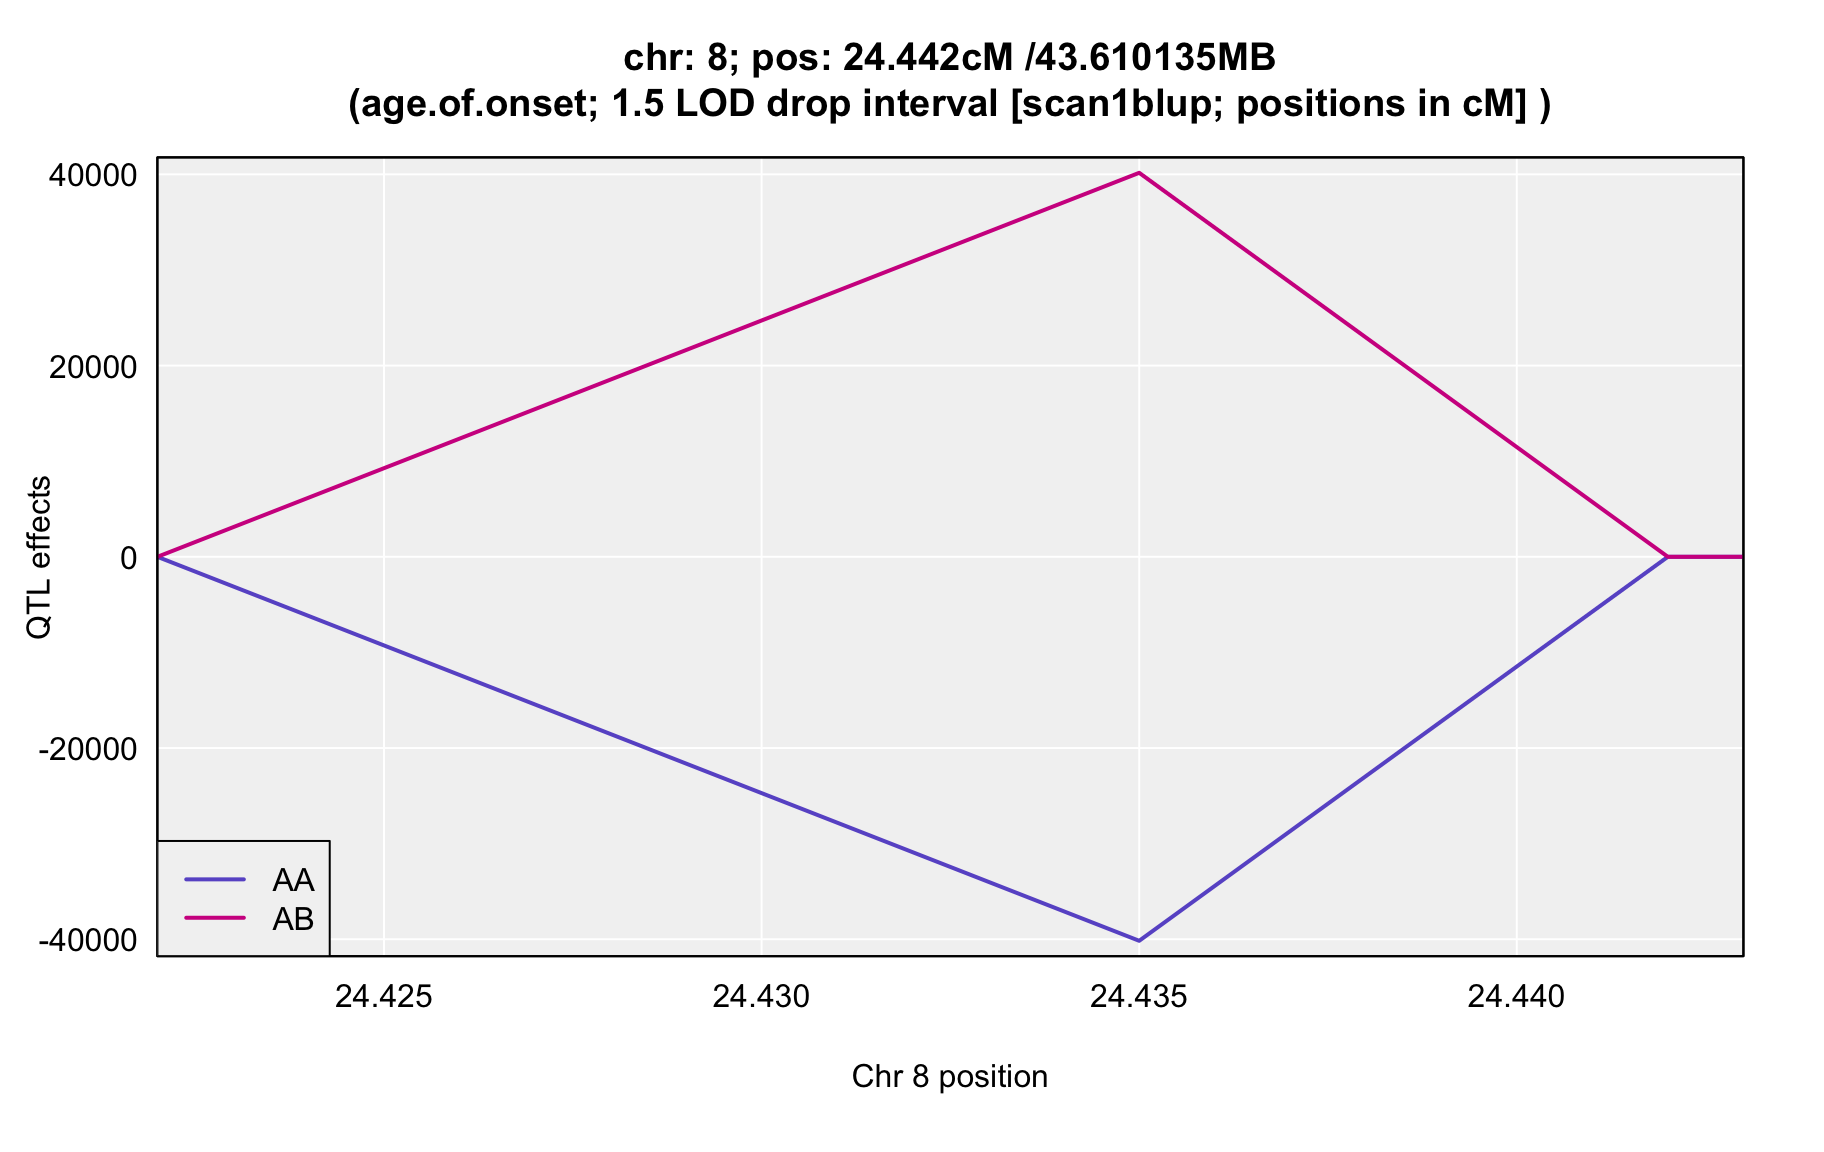 chr: 8; pos: 24.442cM /43.610135MB
(age.of.onset; 1.5 LOD drop interval [scan1blup; positions in cM] )
40000
20000
0
-20000
-40000
QTL effects
AA
AB
24.425
24.430
24.435
24.440
Chr 8 position